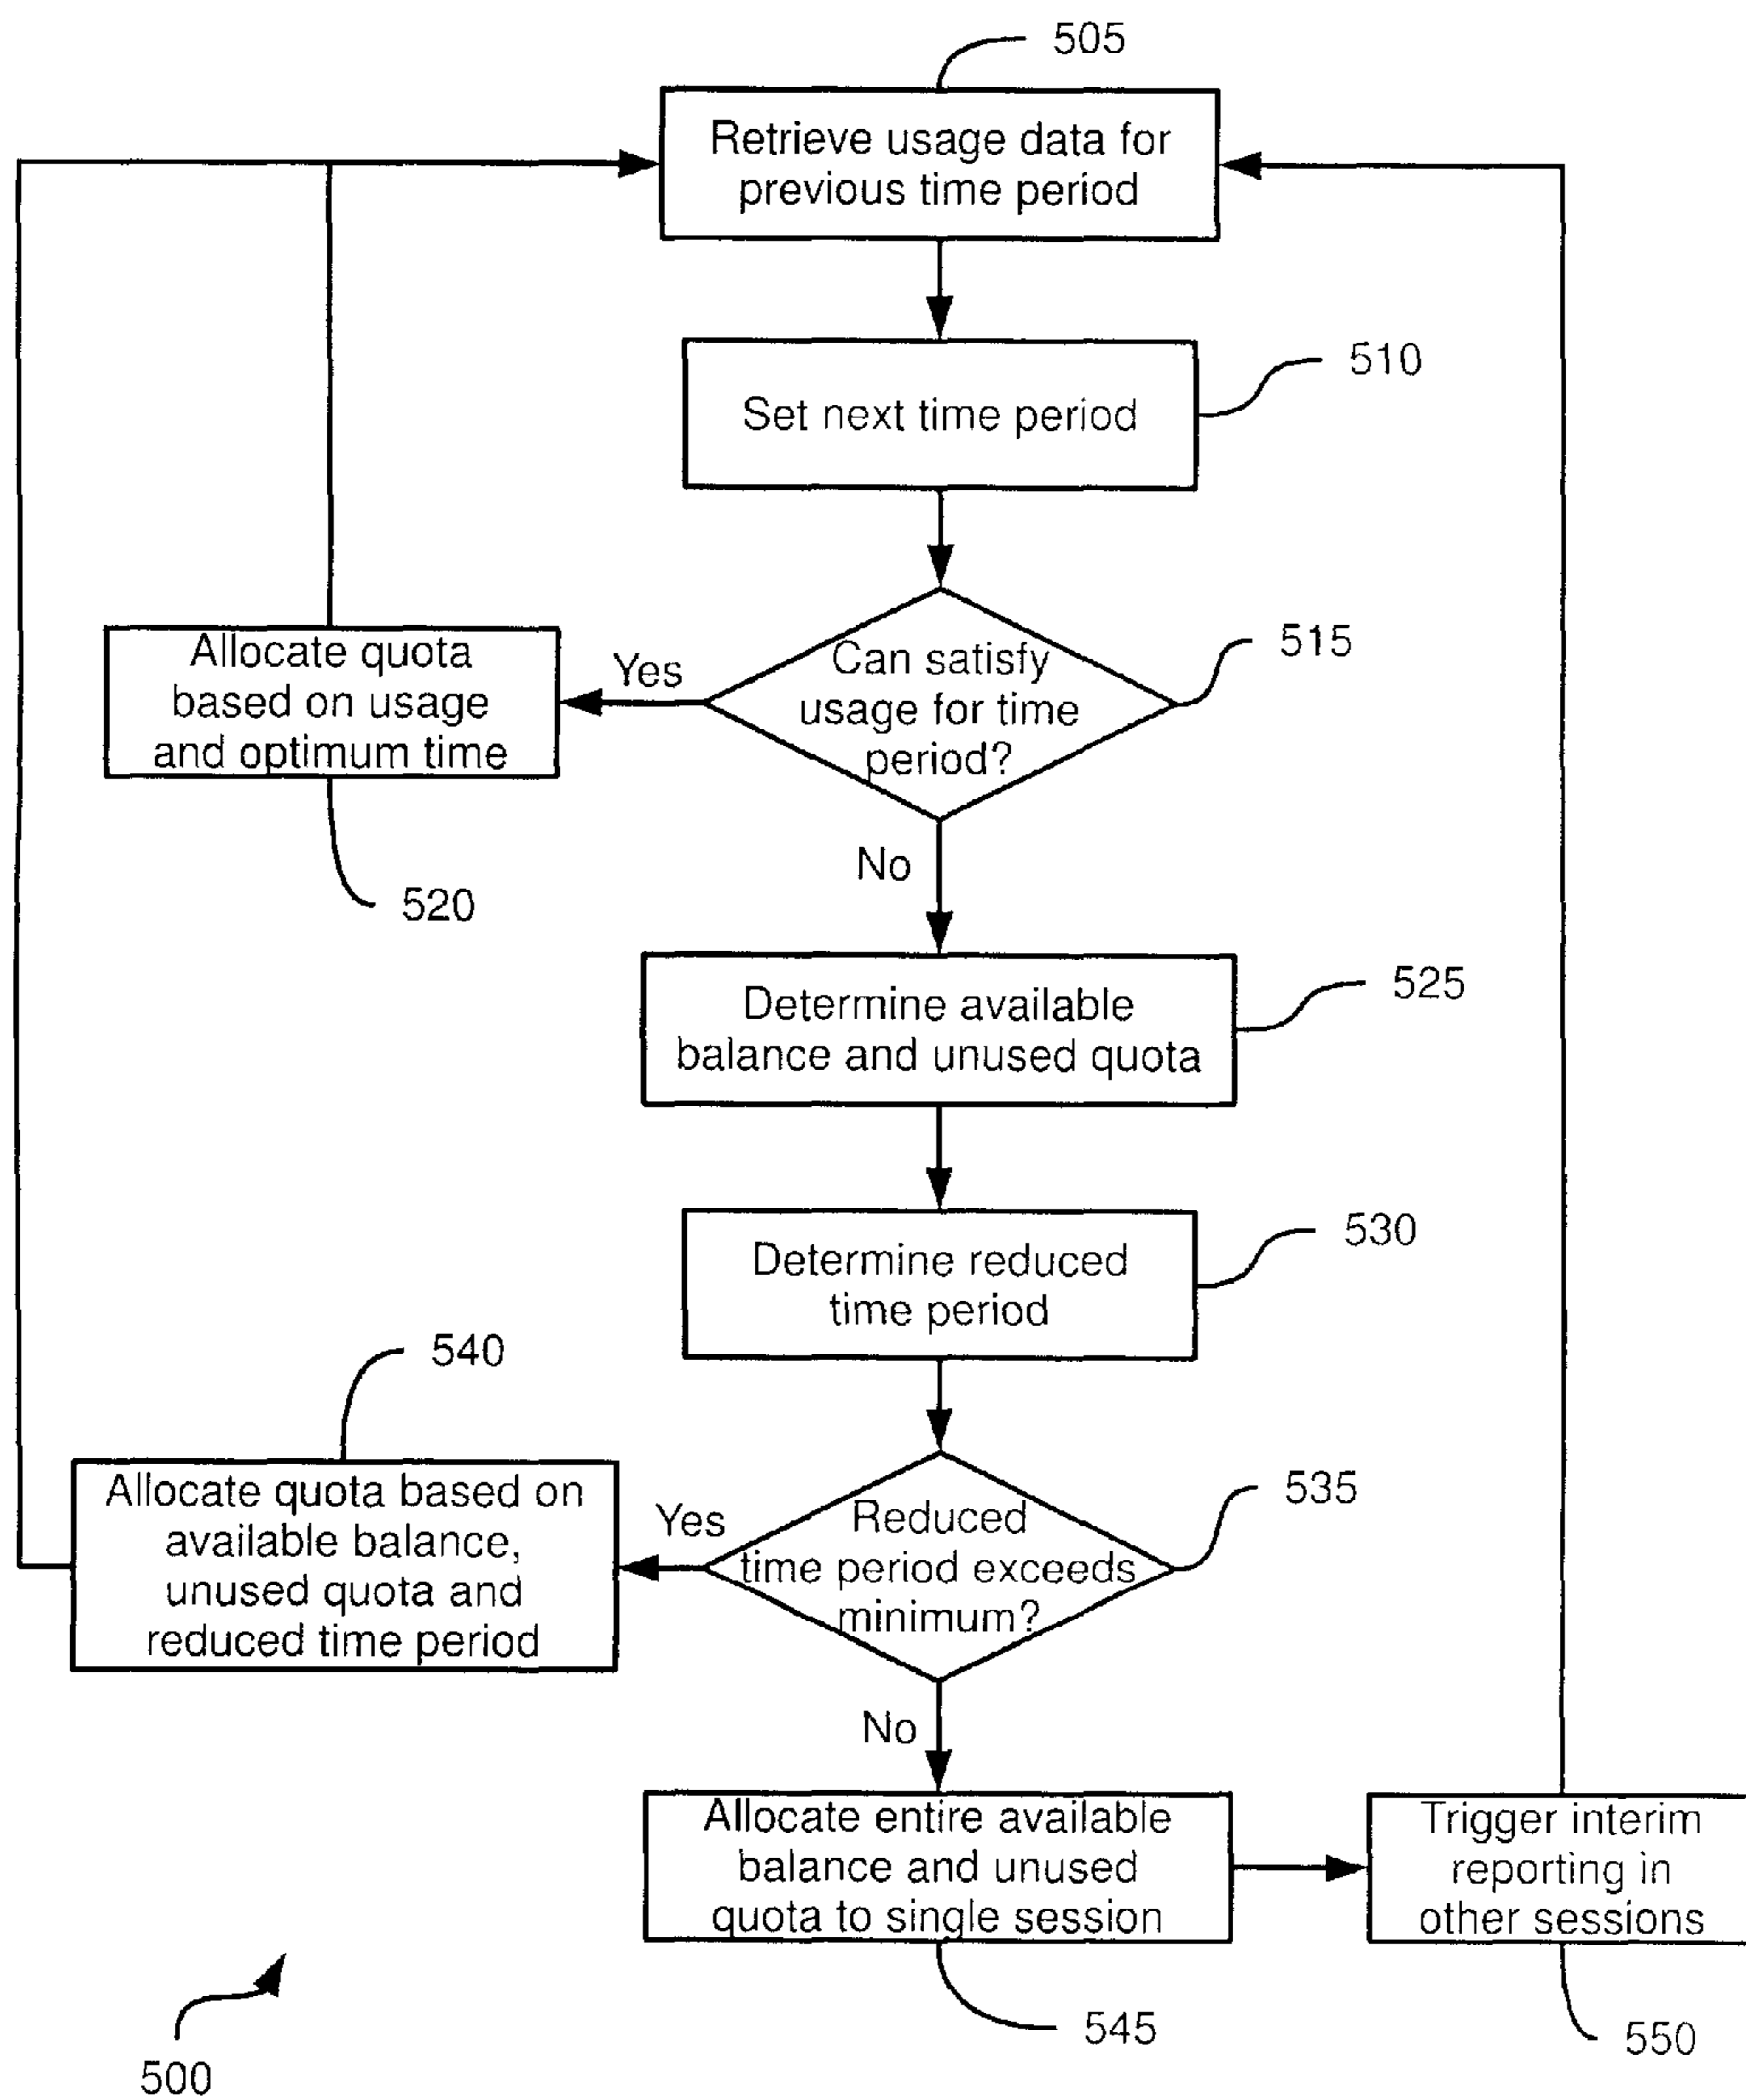 505
Retrieve usage data for
previous time period
510
Set next time period
515
Can satisfy
usage for time
period?
Yes
Allocate quota
based on usage
and optimum time
520
No
525
Determine available
balance and unused quota
530
Determine reduced
time period
535
Reduced
time period exceeds
minimum?
Yes
540
Allocate quota based on
available balance,
unused quota and
reduced time period
No
Allocate entire available
balance and unused
quota to single session
545
Trigger interim
reporting in
other sessions
550
500